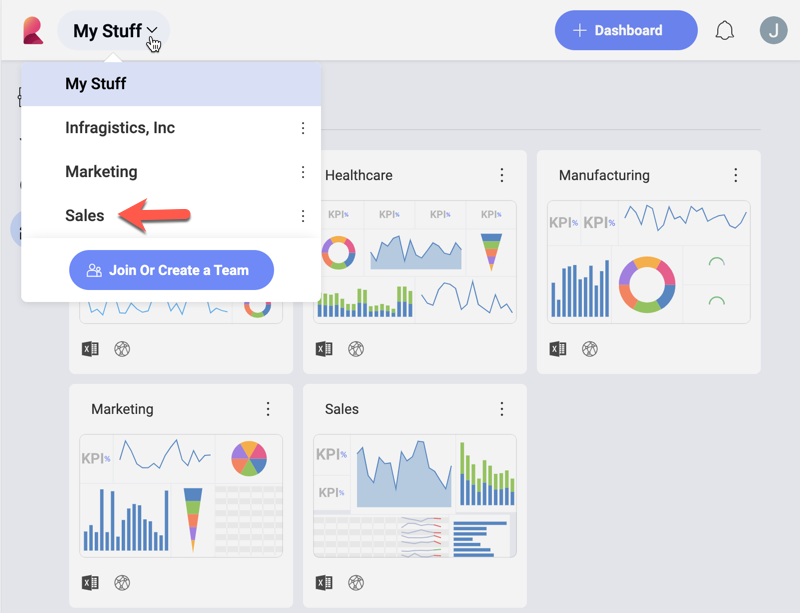 My Stuff
+ Dashboard
J
My Stuff
Infragistics, Inc
Marketing
Sales
Join Or Create a Team
Healthcare
KPI% KPI% KPI% KPI%
Manufacturing
KPI% KPI%
Marketing
KPI%
Sales
KPI%
KPI%